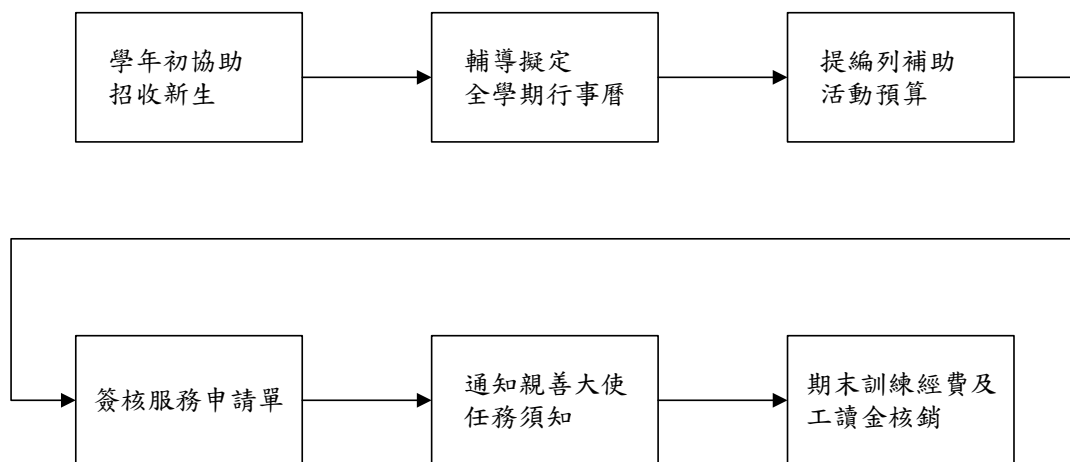 學年初協助
招收新生
輔導擬定
全學期行事曆
提編列補助
活動預算
簽核服務申請單
通知親善大使
任務須知
期末訓練經費及
工讀金核銷